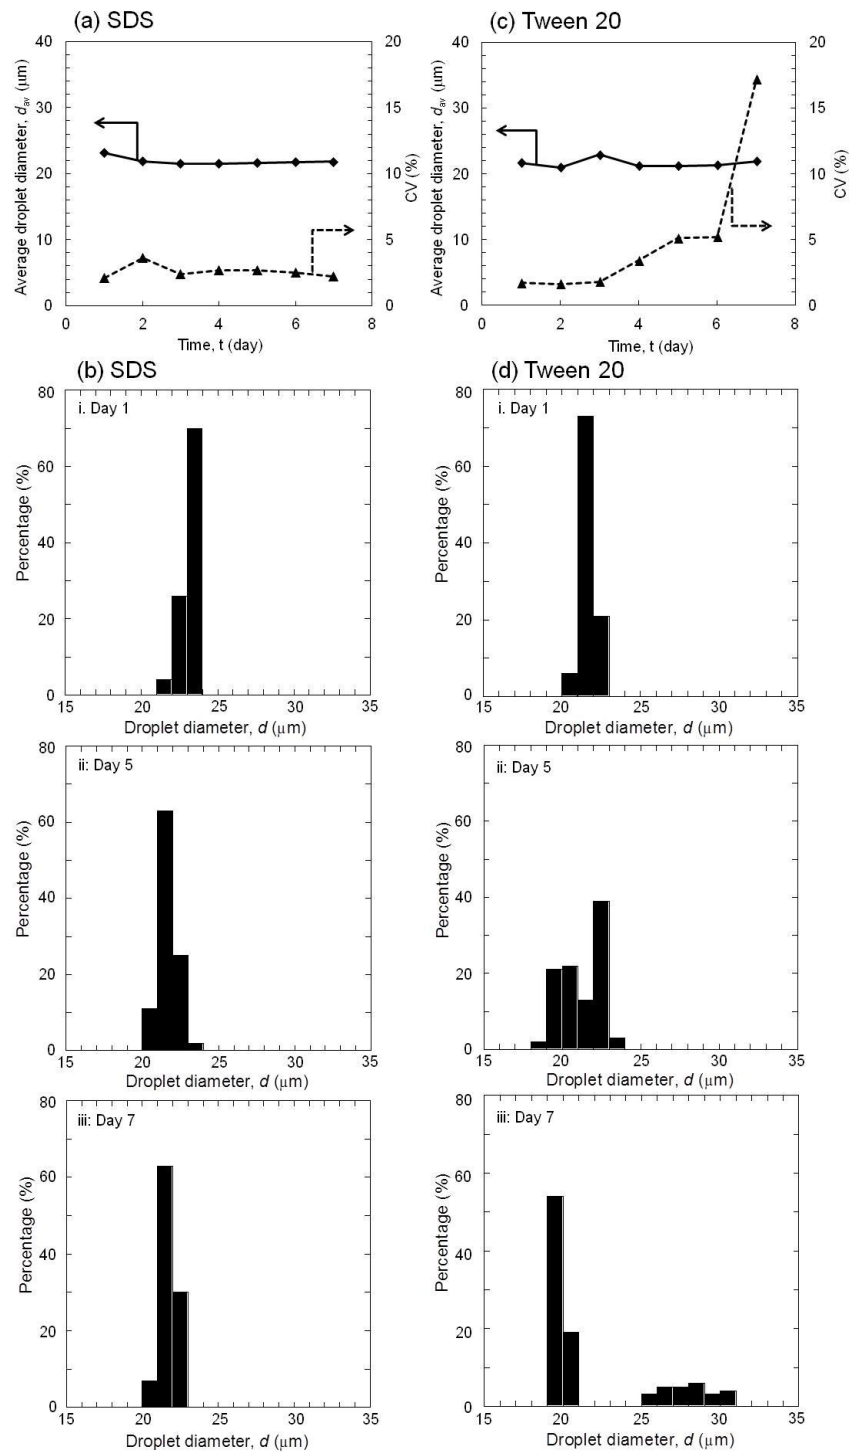 (a) SDS
40
30
20
10
0
Average droplet diameter, dav (μm)
20
15
10
5
0
CV (%)
0 2 4 6 8
Time, t (day)
(c) Tween 20
40
30
20
10
0
Average droplet diameter, dav (μm)
20
15
10
5
0
CV (%)
0 2 4 6 8
Time, t (day)
(b) SDS
i. Day 1
80
60
40
20
0
Percentage (%)
15 20 25 30 35
Droplet diameter, d (μm)
ii: Day 5
80
60
40
20
0
Percentage (%)
15 20 25 30 35
Droplet diameter, d (μm)
iii: Day 7
80
60
40
20
0
Percentage (%)
15 20 25 30 35
Droplet diameter, d (μm)
(d) Tween 20
i. Day 1
80
60
40
20
0
Percentage (%)
15 20 25 30 35
Droplet diameter, d (μm)
ii: Day 5
80
60
40
20
0
Percentage (%)
15 20 25 30 35
Droplet diameter, d (μm)
iii: Day 7
80
60
40
20
0
Percentage (%)
15 20 25 30 35
Droplet diameter, d (μm)